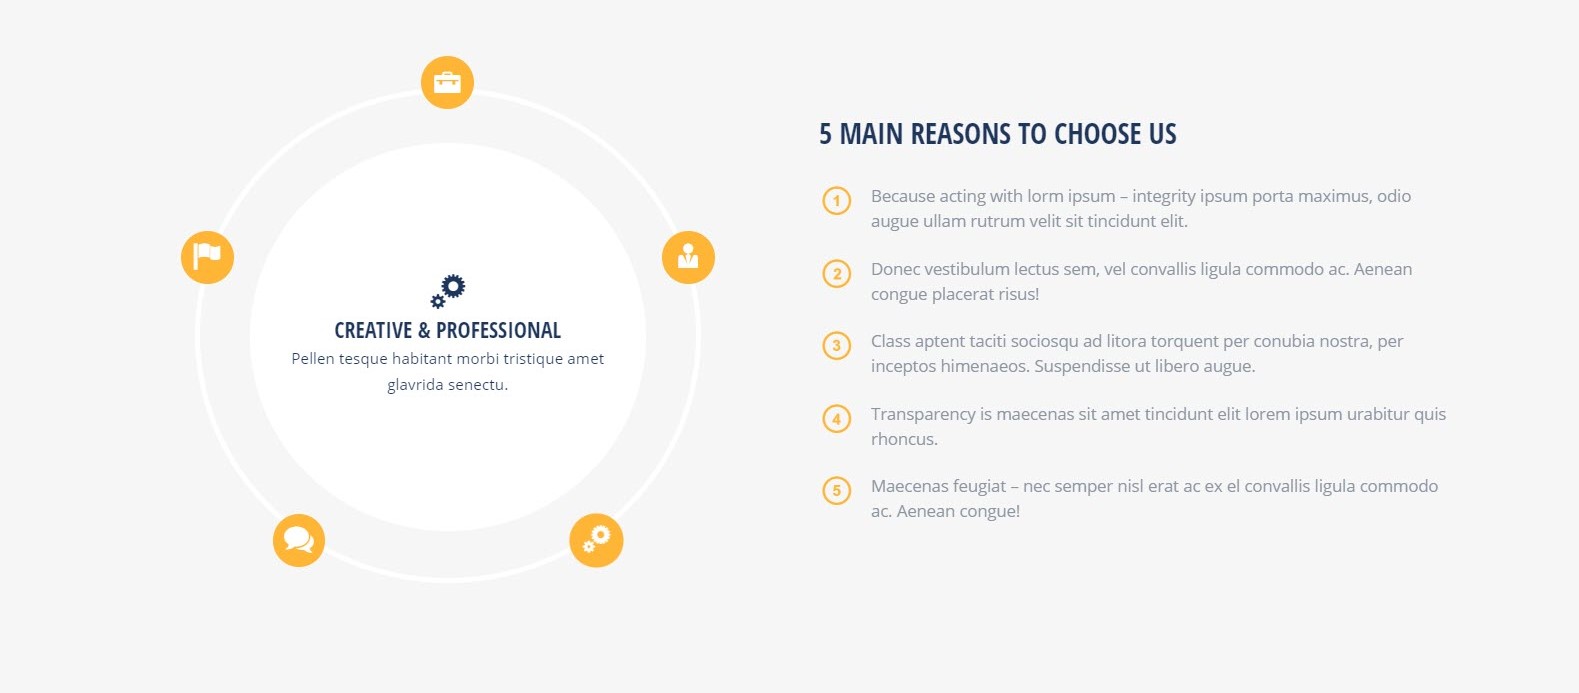 CREATIVE & PROFESSIONAL
Pellen tesque habitant morbi tristique amet
glavrida senectu.
5 MAIN REASONS TO CHOOSE US
1 Because acting with lorm ipsum – integrity ipsum porta maximus, odio
augue ullam rutrum velit sit tincidunt elit.
2 Donec vestibulum lectus sem, vel convallis ligula commodo ac. Aenean
congue placerat risus!
3 Class aptent taciti sociosqu ad litora torquent per conubia nostra, per
inceptos himenaeos. Suspendisse ut libero augue.
4 Transparency is maecenas sit amet tincidunt elit lorem ipsum urabitur quis
rhoncus.
5 Maecenas feugiat – nec semper nisl erat ac ex el convallis ligula commodo
ac. Aenean congue!